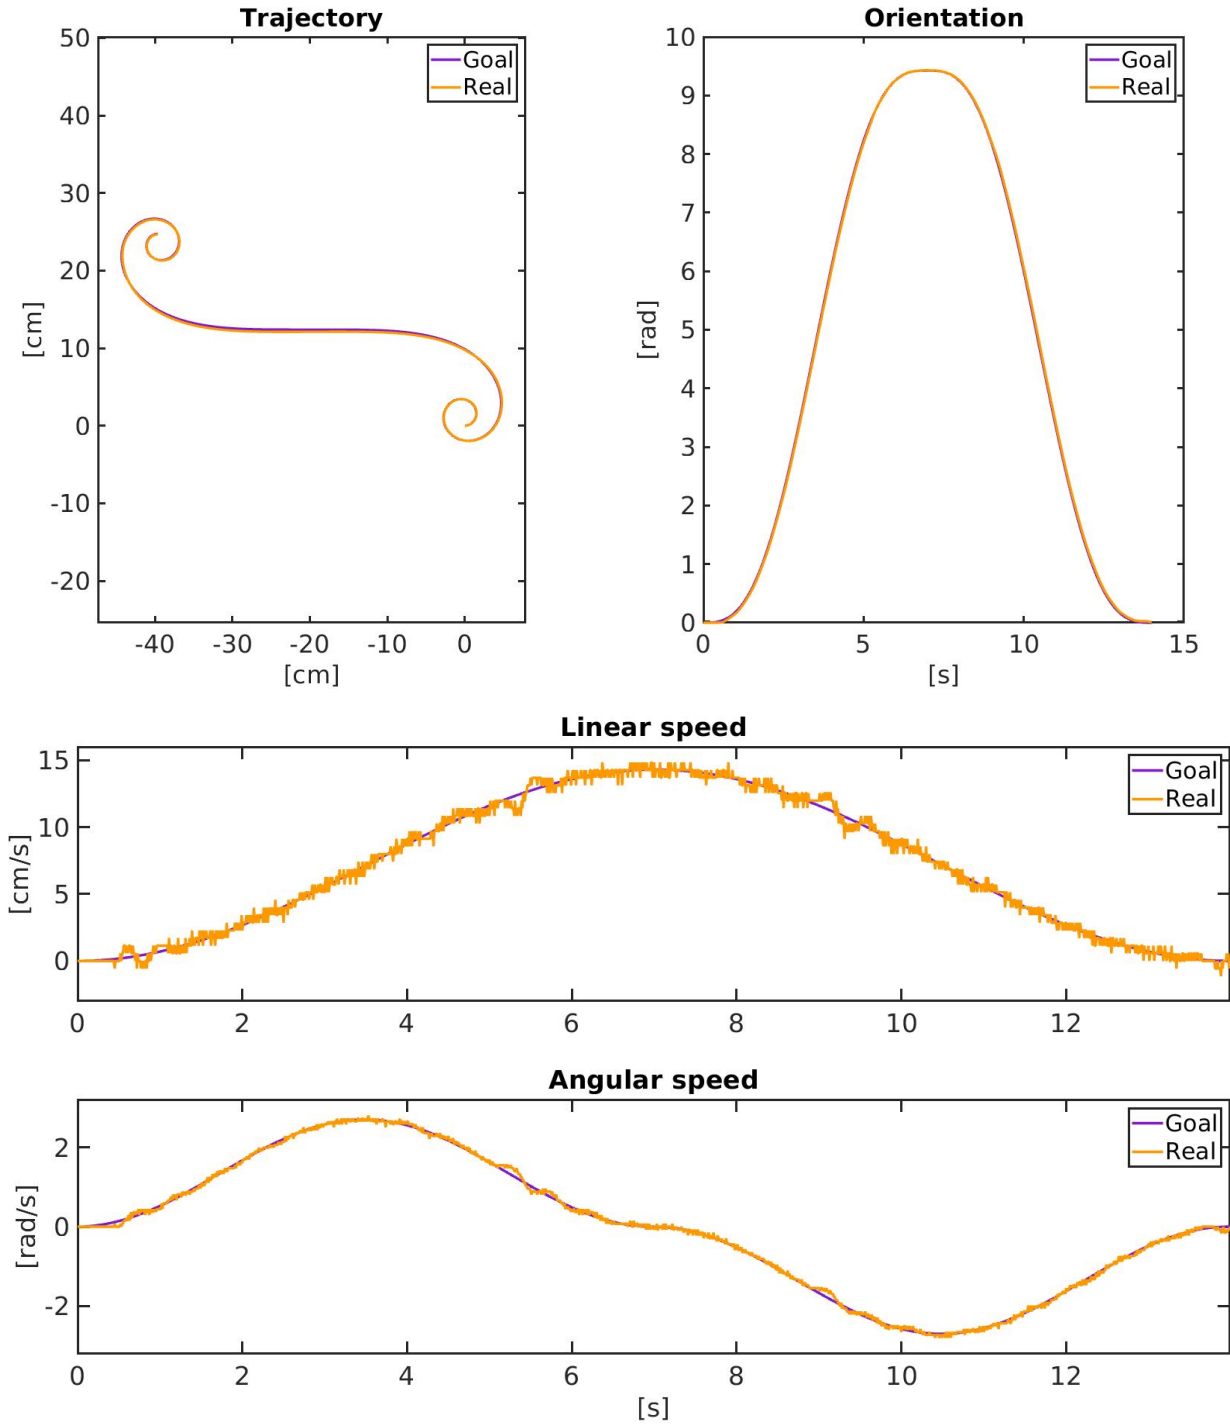 Trajectory
50
40
30
20
10
0
-10
-20
[cm]
-40 -30 -20 -10 0
[cm]
Goal
Real
Orientation
10
9
8
7
6
5
4
3
2
1
0
[rad]
0 5 10 15
[s]
Goal
Real
Linear speed
15
10
5
0
[cm/s]
0 2 4 6 8 10 12
Goal
Real
Angular speed
2
0
-2
[rad/s]
0 2 4 6 8 10 12
[s]
Goal
Real